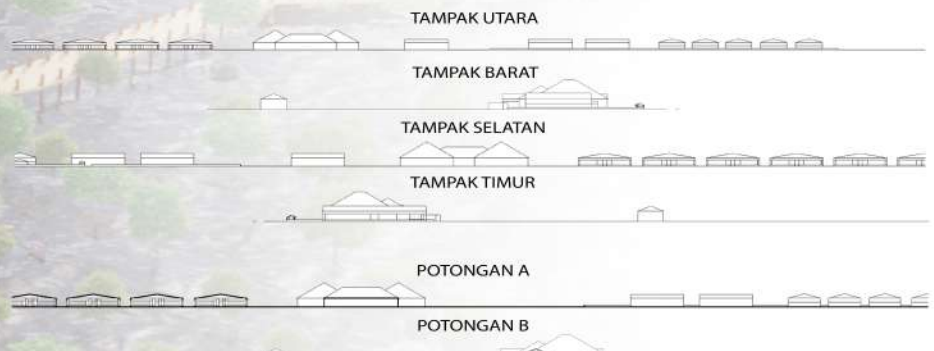 TAMPAK UTARA
TAMPAK BARAT
TAMPAK SELATAN
TAMPAK TIMUR
POTONGAN A
POTONGAN B